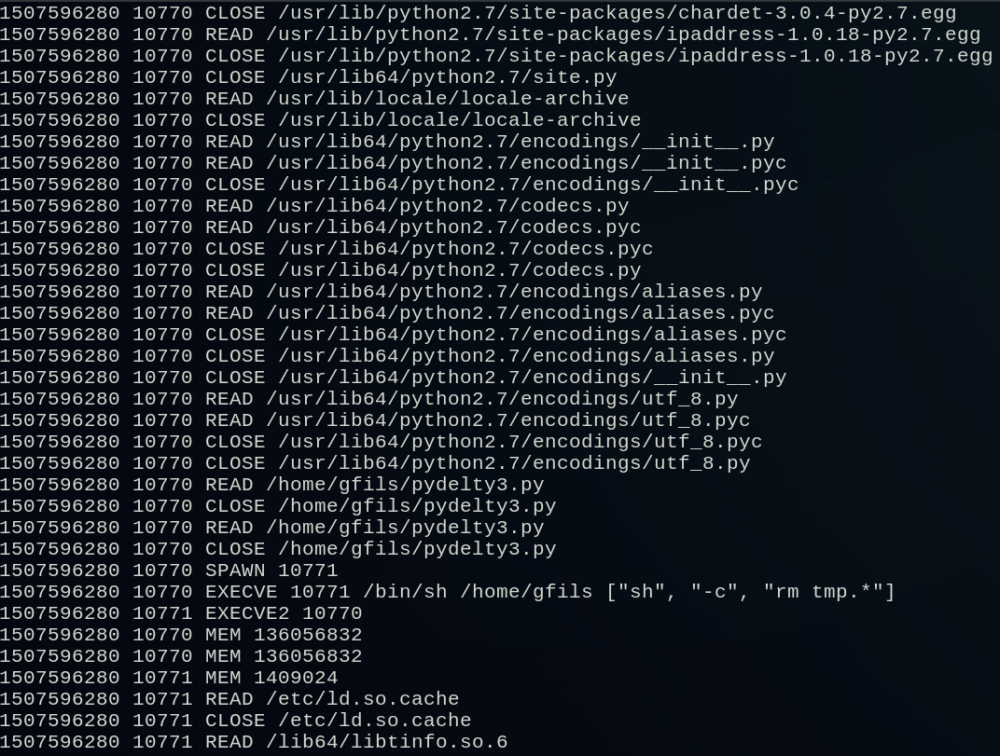 1507596280 10770 CLOSE /usr/lib/python2.7/site-packages/chardet-3.0.4-py2.7.egg
1507596280 10770 READ /usr/lib/python2.7/site-packages/ipaddress-1.0.18-py2.7.egg
1507596280 10770 CLOSE /usr/lib/python2.7/site-packages/ipaddress-1.0.18-py2.7.egg
1507596280 10770 CLOSE /usr/lib64/python2.7/site.py
1507596280 10770 READ /usr/lib/locale/locale-archive
1507596280 10770 CLOSE /usr/lib/locale/locale-archive
1507596280 10770 READ /usr/lib64/python2.7/encodings/__init__.py
1507596280 10770 READ /usr/lib64/python2.7/encodings/__init__.pyc
1507596280 10770 CLOSE /usr/lib64/python2.7/encodings/__init__.pyc
1507596280 10770 READ /usr/lib64/python2.7/codecs.py
1507596280 10770 READ /usr/lib64/python2.7/codecs.pyc
1507596280 10770 CLOSE /usr/lib64/python2.7/codecs.pyc
1507596280 10770 CLOSE /usr/lib64/python2.7/codecs.py
1507596280 10770 READ /usr/lib64/python2.7/encodings/aliases.py
1507596280 10770 READ /usr/lib64/python2.7/encodings/aliases.pyc
1507596280 10770 CLOSE /usr/lib64/python2.7/encodings/aliases.pyc
1507596280 10770 CLOSE /usr/lib64/python2.7/encodings/aliases.py
1507596280 10770 CLOSE /usr/lib64/python2.7/encodings/__init__.py
1507596280 10770 READ /usr/lib64/python2.7/encodings/utf_8.py
1507596280 10770 READ /usr/lib64/python2.7/encodings/utf_8.pyc
1507596280 10770 CLOSE /usr/lib64/python2.7/encodings/utf_8.pyc
1507596280 10770 CLOSE /usr/lib64/python2.7/encodings/utf_8.py
1507596280 10770 READ /home/gfils/pydelty3.py
1507596280 10770 CLOSE /home/gfils/pydelty3.py
1507596280 10770 READ /home/gfils/pydelty3.py
1507596280 10770 CLOSE /home/gfils/pydelty3.py
1507596280 10770 SPAWN 10771
1507596280 10770 EXECVE 10771 /bin/sh /home/gfils ["sh", "-c", "rm tmp.*"]
1507596280 10771 EXECVE2 10770
1507596280 10770 MEM 136056832
1507596280 10770 MEM 136056832
1507596280 10771 MEM 1409024
1507596280 10771 READ /etc/ld.so.cache
1507596280 10771 CLOSE /etc/ld.so.cache
1507596280 10771 READ /lib64/libtinfo.so.6